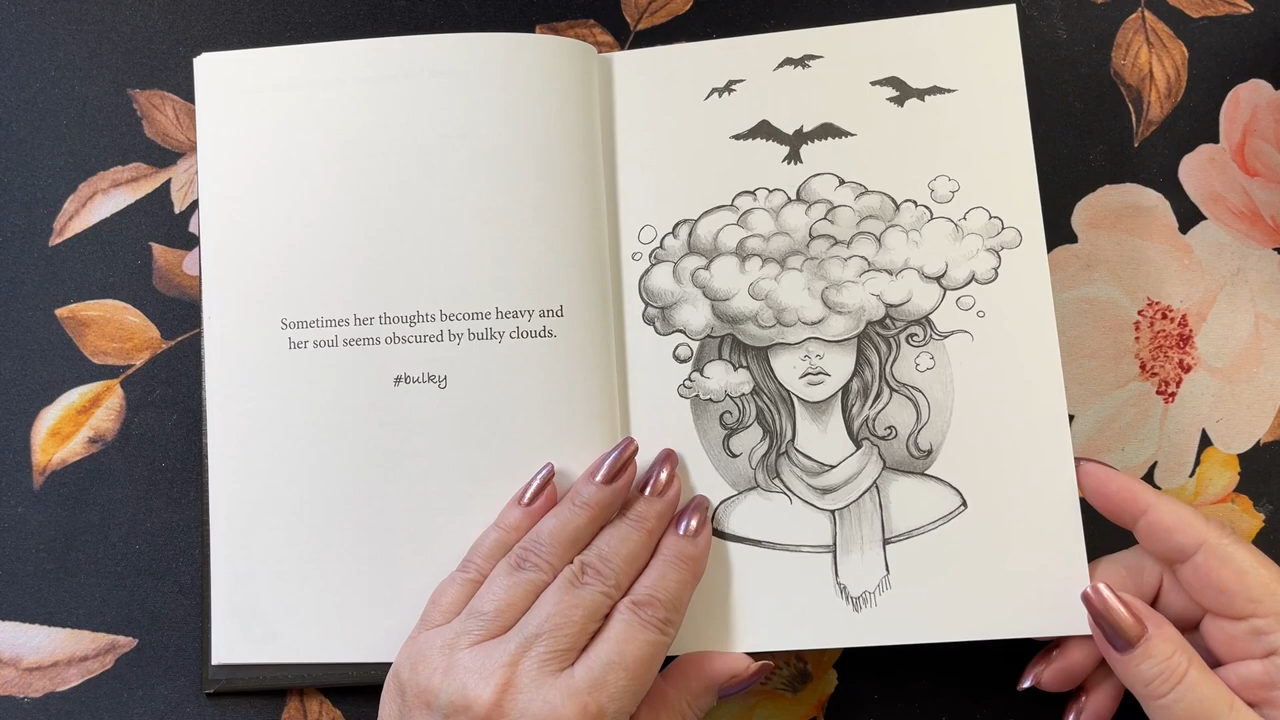 Sometimes her thoughts become heavy and
her soul seems obscured by bulky clouds.
#bulky